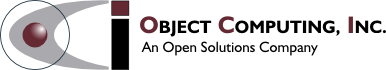 OBJECT COMPUTING, INC.
An Open Solutions Company